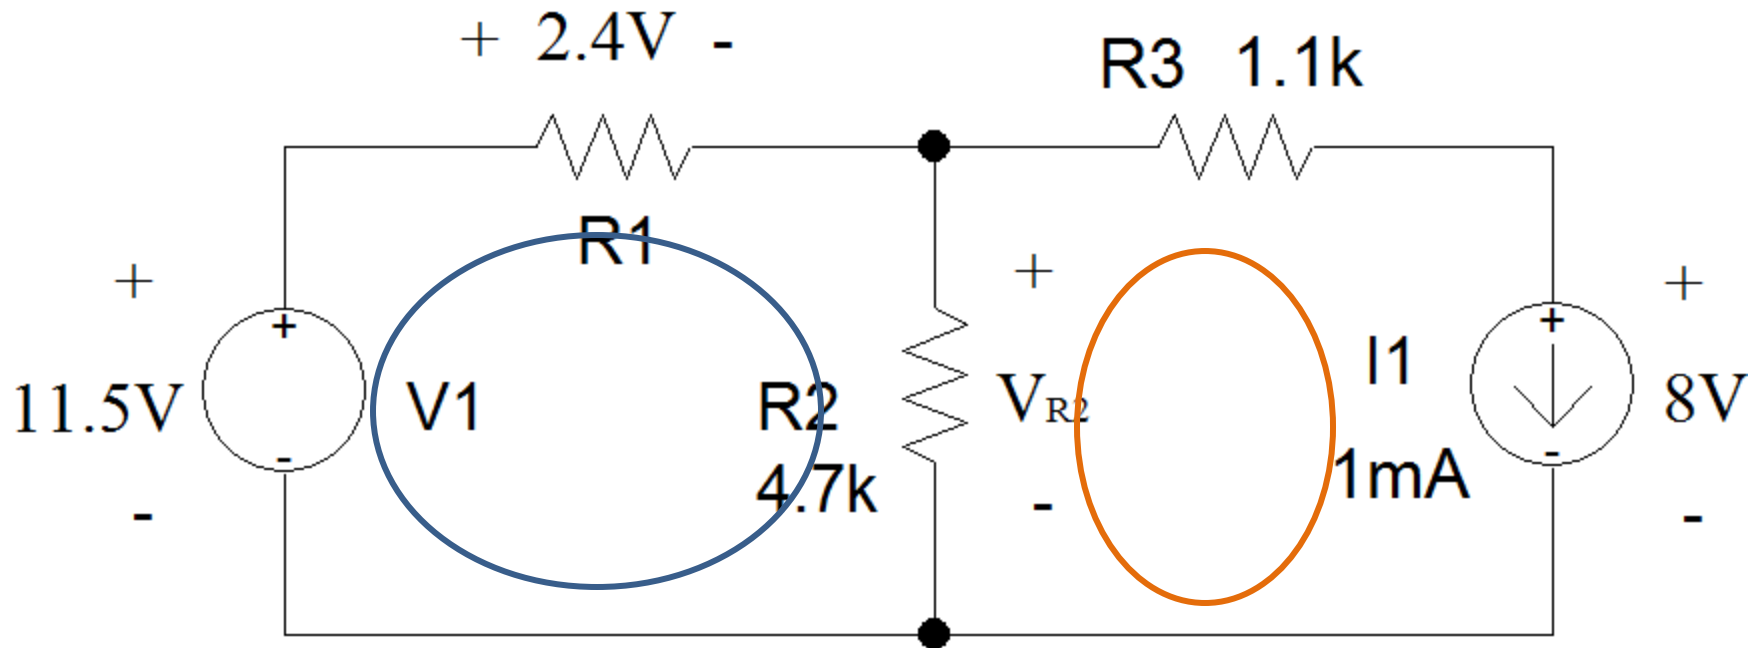 + 2.4V -
R3 1.1k
R1
+
11.5V
-
+
-
V1
R2
4.7k
+
VR2
-
I1
1mA
+
-
+
8V
-